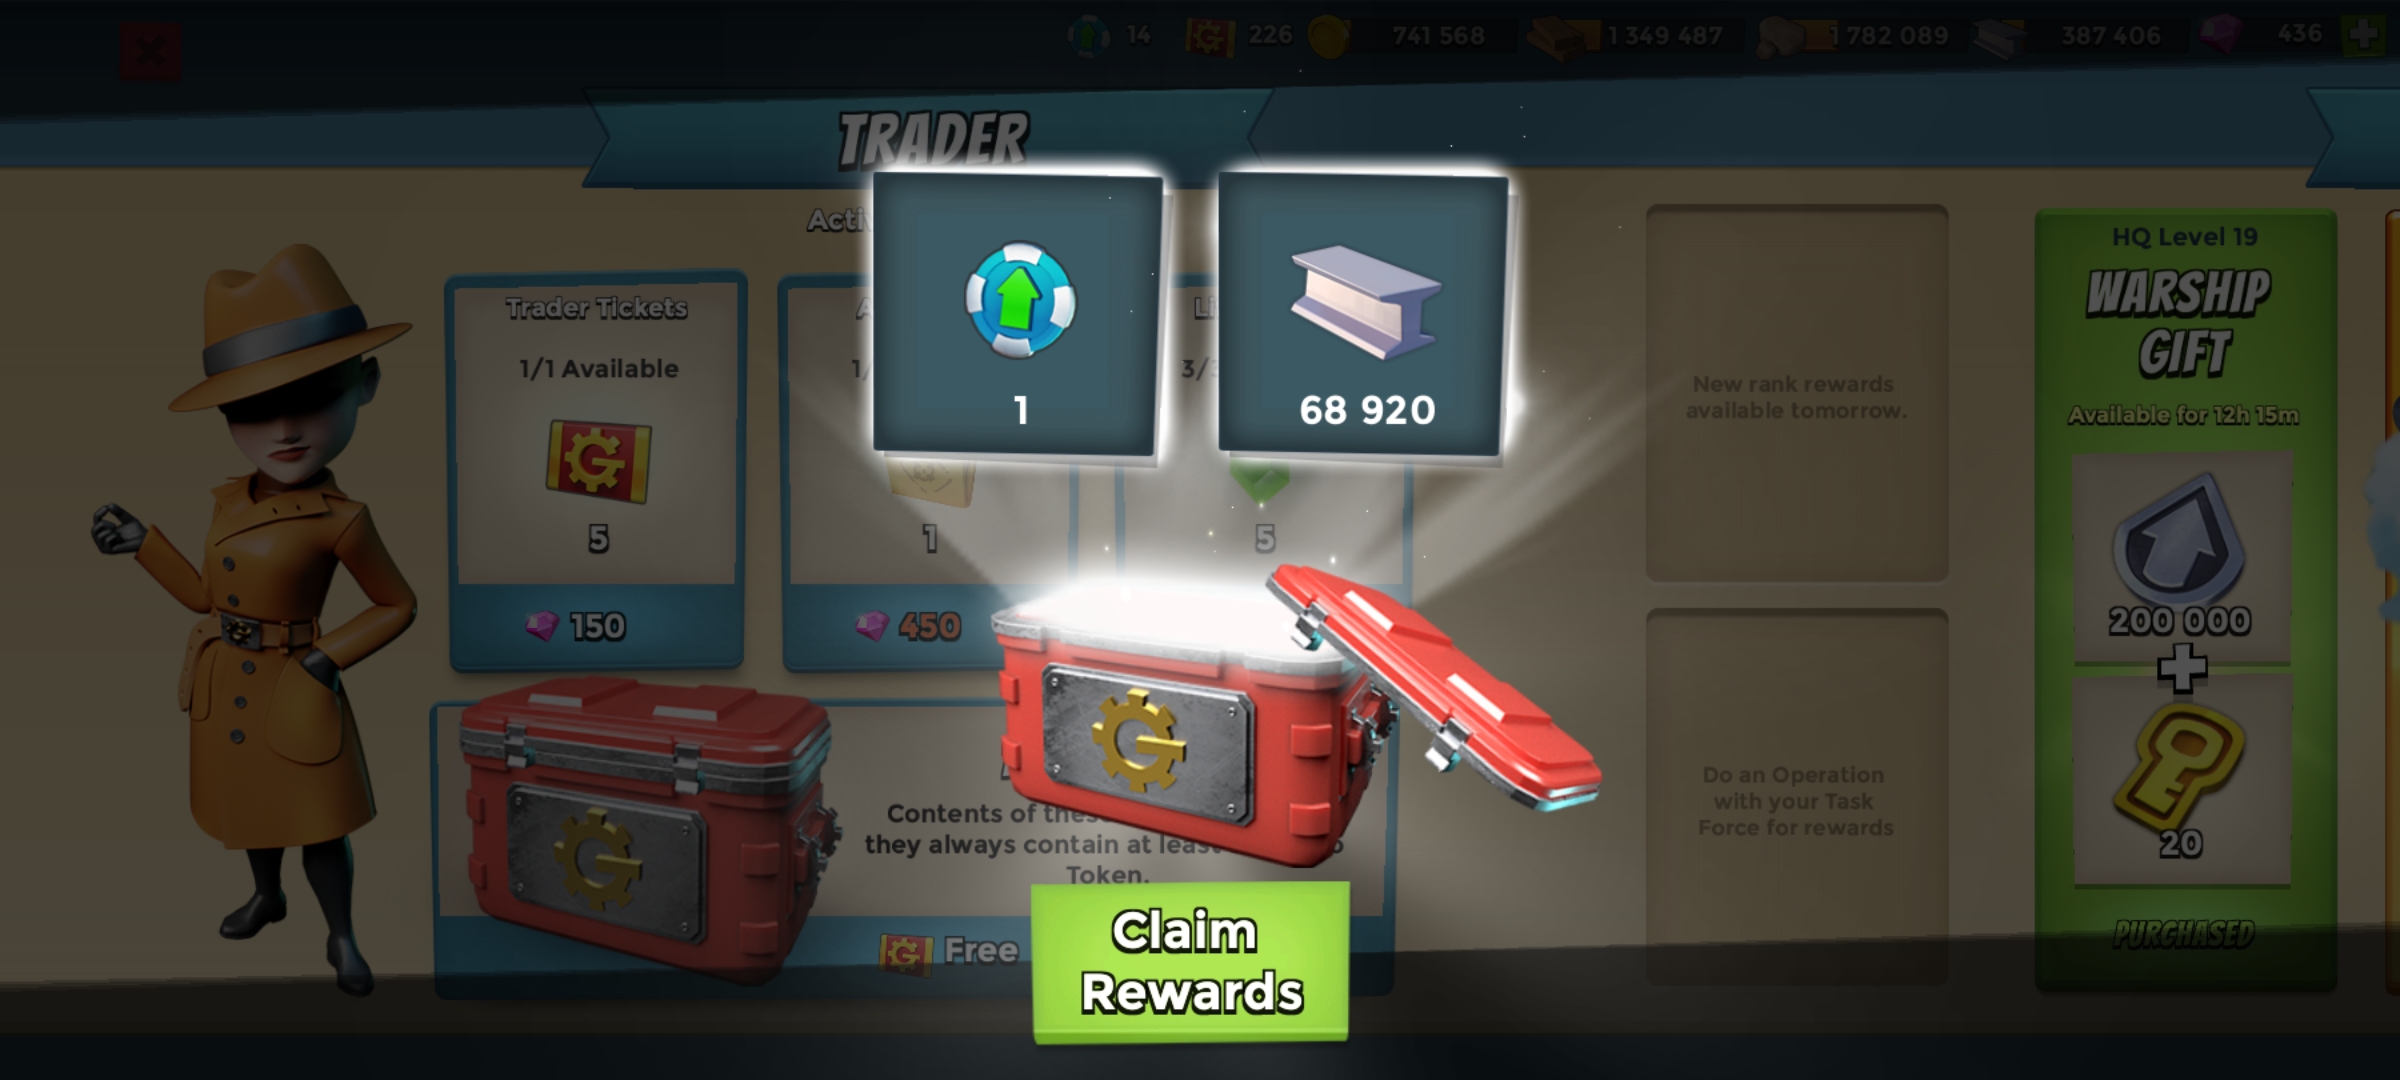 14
226
741 568
1 349 487
1 782 089
387 406
436
TRADER
Trader Tickets
1/1 Available
5
150
1
450
5
1
68 920
Contents of
they always contain at least
Token.
Free
Claim
Rewards
New rank rewards
available tomorrow.
Do an Operation
with your Task
Force for rewards
HQ Level 19
WARSHIP
GIFT
Available for 12h 15m
200 000
+
20
PURCHASED